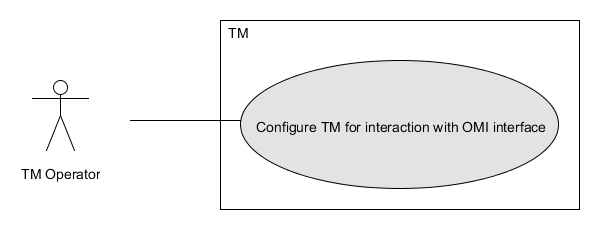 TM
Configure TM for interaction with OMI interface
TM Operator